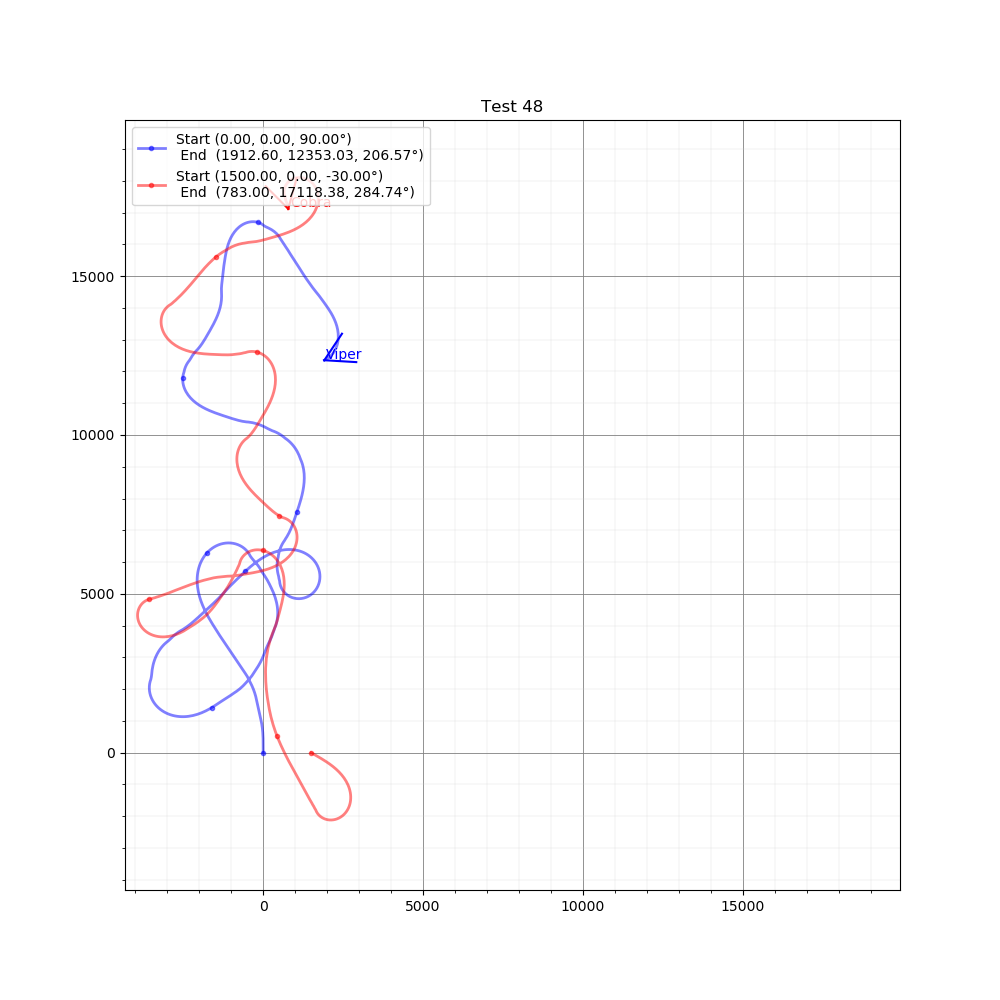 Test 48
Start (0.00, 0.00, 90.00°)
End (1912.60, 12353.03, 206.57°)
Start (1500.00, 0.00, -30.00°)
End (783.00, 17118.38, 284.74°)
Cobra
15000
Viper
10000
5000
0
0
5000
10000
15000